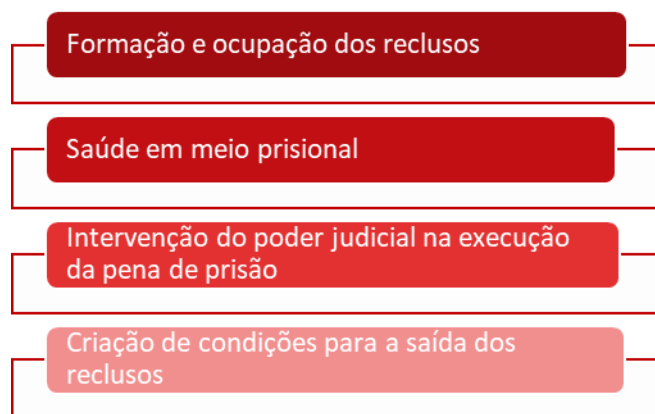 Formação e ocupação dos reclusos
Saúde em meio prisional
Intervenção do poder judicial na execução
da pena de prisão
Criação de condições para a saída dos
reclusos